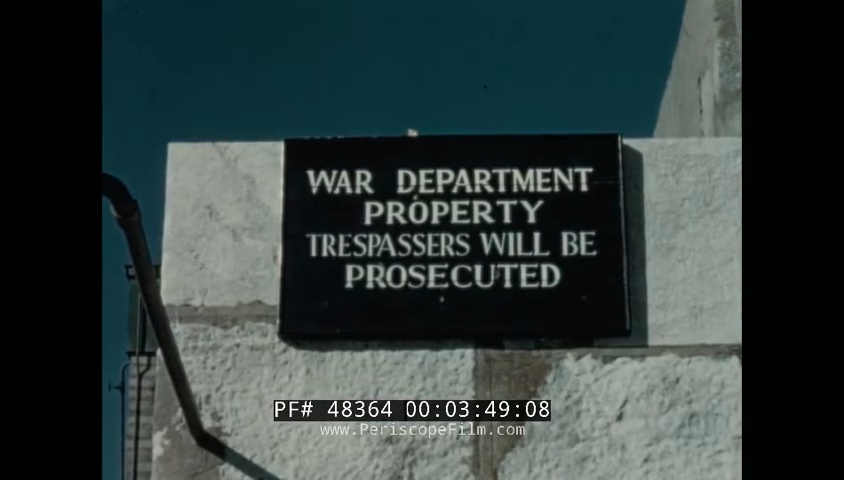 WAR DEPARTMENT
PROPERTY
TRESPASSERS WILL BE
PROSECUTED
PF# 48364 00:03:49:08
www.PeriscopeFilm.com